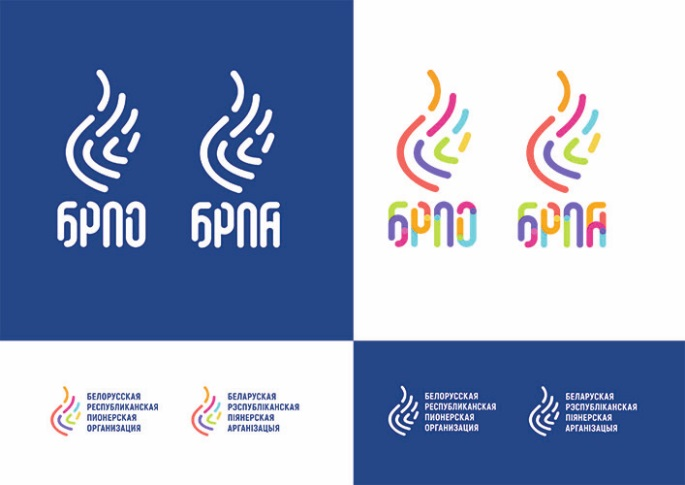 БРПО
БРПА
БРПО
БРПА
БЕЛОРУССКАЯ
РЕСПУБЛИКАНСКАЯ
ПИОНЕРСКАЯ
ОРГАНИЗАЦИЯ
БЕЛАРУСКАЯ
РЭСПУБЛІКАНСКАЯ
ПІЯНЕРСКАЯ
АРГАНІЗАЦЫЯ
БЕЛОРУССКАЯ
РЕСПУБЛИКАНСКАЯ
ПИОНЕРСКАЯ
ОРГАНИЗАЦИЯ
БЕЛАРУСКАЯ
РЭСПУБЛІКАНСКАЯ
ПІЯНЕРСКАЯ
АРГАНІЗАЦЫЯ